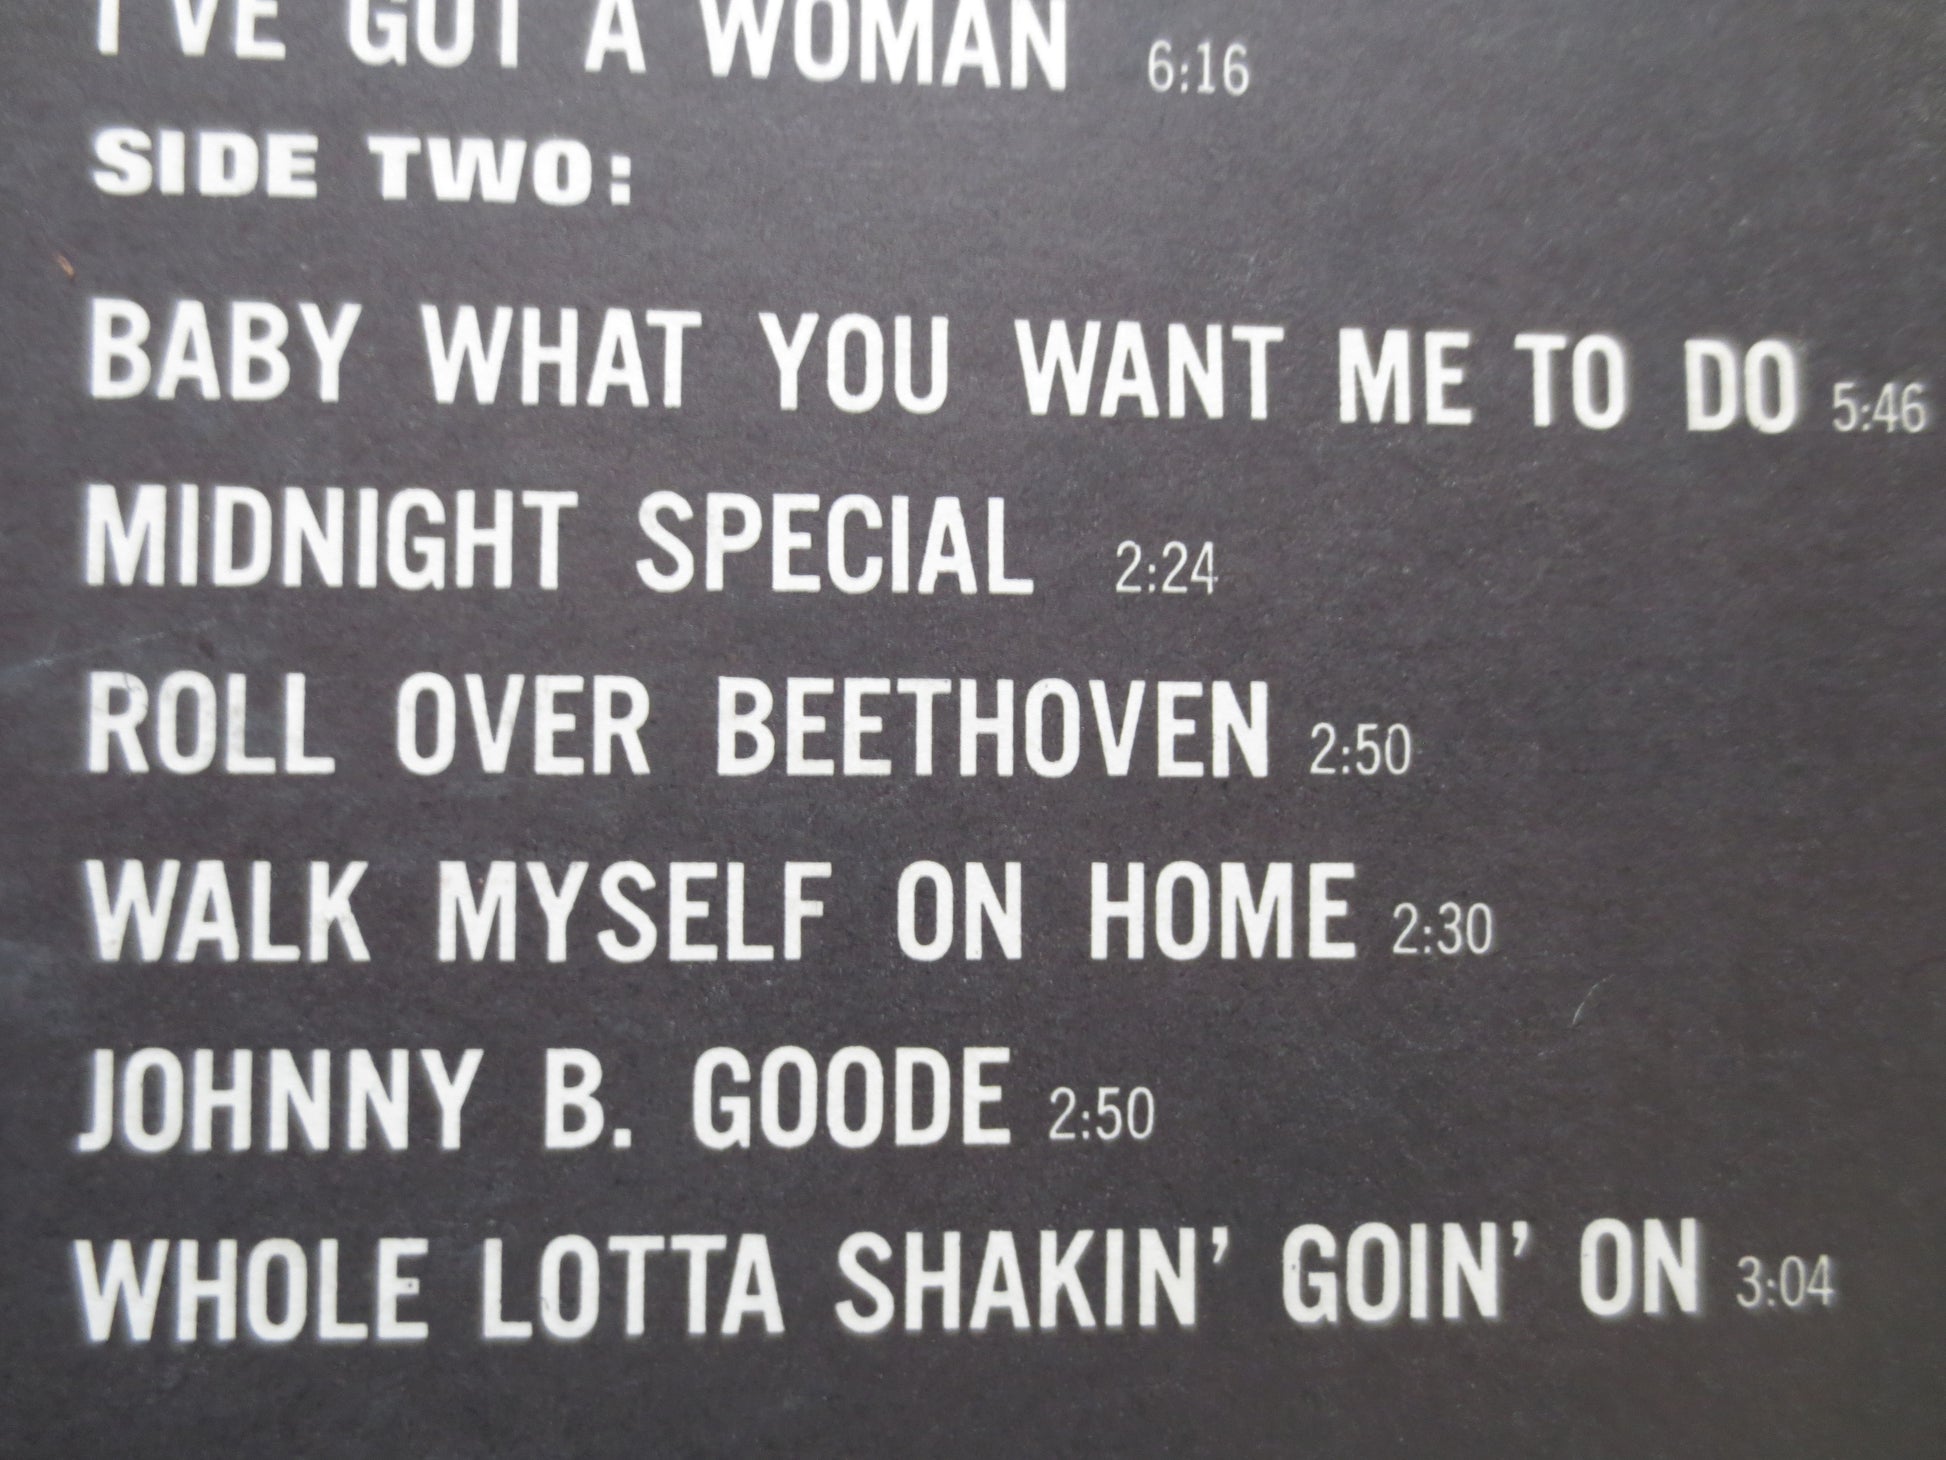 I'VE GOT A WOMAN 6:16
SIDE TWO:
BABY WHAT YOU WANT ME TO DO 5:46
MIDNIGHT SPECIAL 2:24
ROLL OVER BEETHOVEN 2:50
WALK MYSELF ON HOME 2:30
JOHNNY B. GOODE 2:50
WHOLE LOTTA SHAKIN' GOIN' ON 3:04